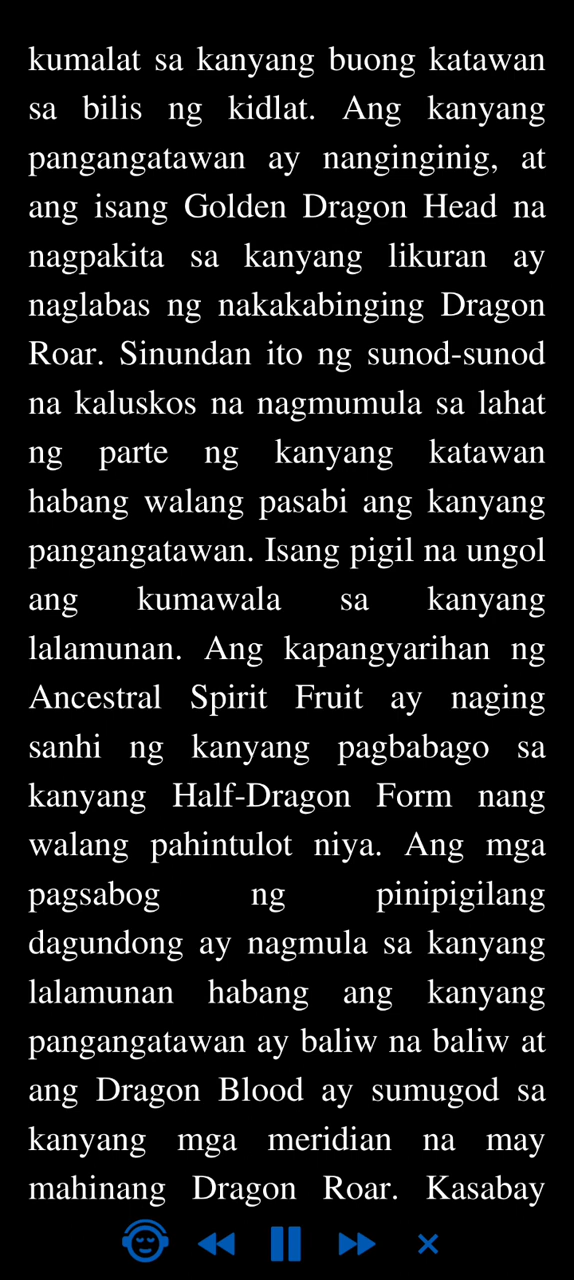 kumalat sa kanyang buong katawan
sa bilis ng kidlat. Ang kanyang
pangangatawan ay nanginginig, at
ang isang Golden Dragon Head na
nagpakita sa kanyang likuran ay
naglabas ng nakakabinging Dragon
Roar. Sinundan ito ng sunod-sunod
na kaluskos na nagmumula sa lahat
ng parte ng kanyang katawan
habang walang pasabi ang kanyang
pangangatawan. Isang pigil na ungol
ang kumawala sa kanyang
lalamunan. Ang kapangyarihan ng
Ancestral Spirit Fruit ay naging
sanhi ng kanyang pagbabago sa
kanyang Half-Dragon Form nang
walang pahintulot niya. Ang mga
pagsabog ng pinipigilang
dagundong ay nagmula sa kanyang
lalamunan habang ang kanyang
pangangatawan ay baliw na baliw at
ang Dragon Blood ay sumugod sa
kanyang mga meridian na may
mahinang Dragon Roar. Kasabay